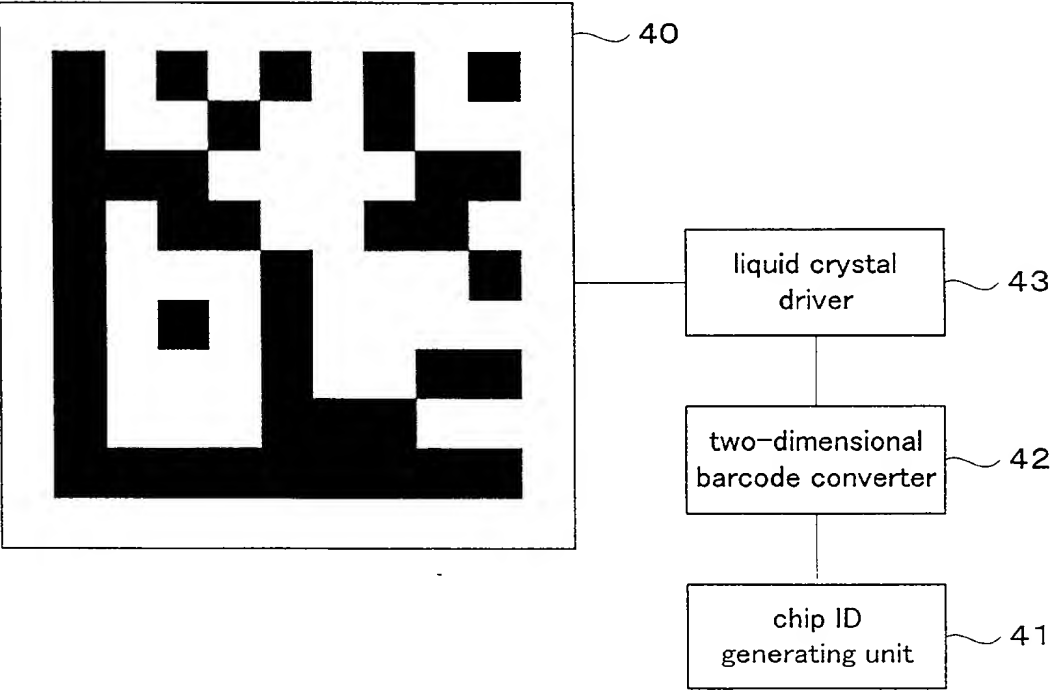 40
liquid crystal
driver
43
two-dimensional
barcode converter
42
chip ID
generating unit
41